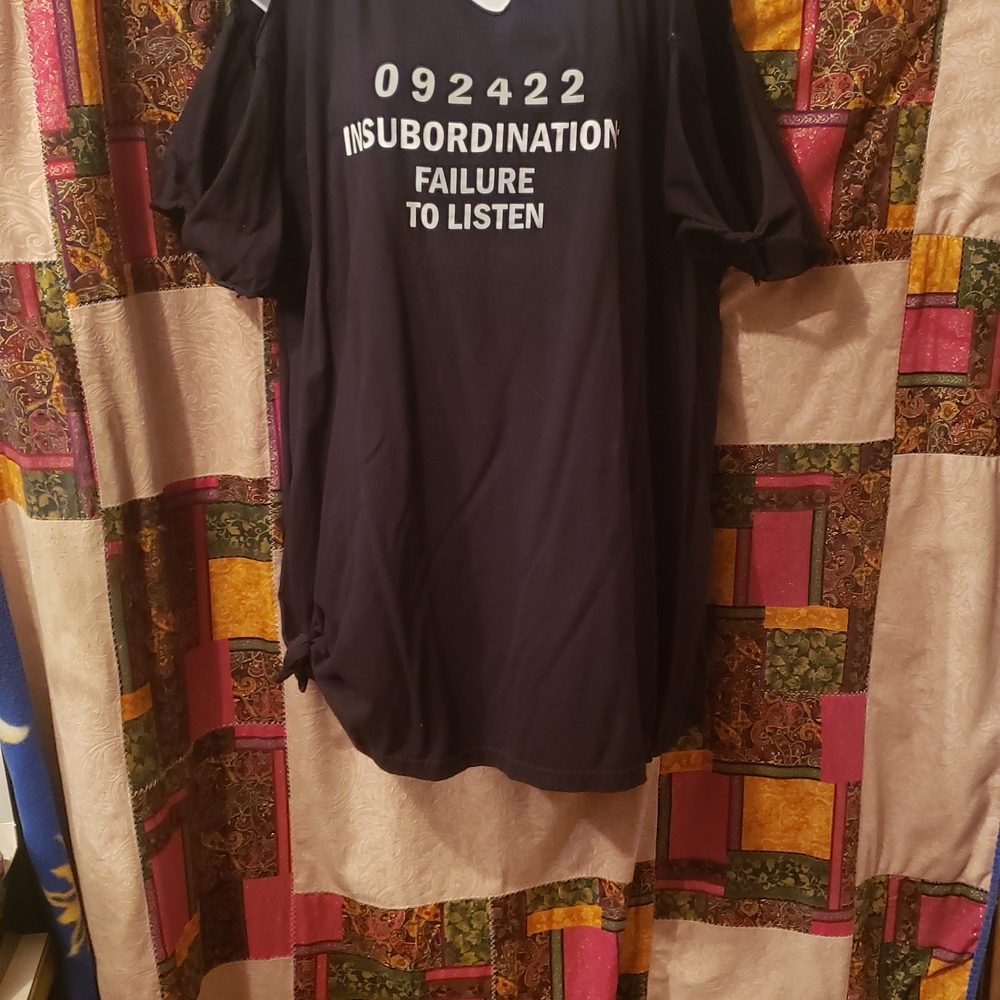 092422
INSUBORDINATION
FAILURE
TO LISTEN